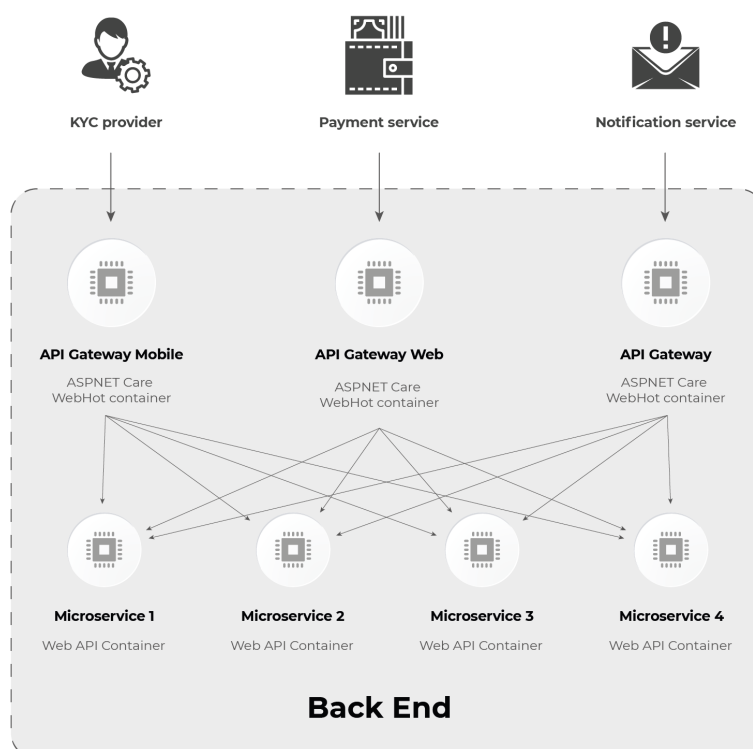 KYC provider
Payment service
Notification service
API Gateway Mobile
API Gateway Web
API Gateway
ASPNET Care
WebHot container
ASPNET Care
WebHot container
ASPNET Care
WebHot container
Microservice 1
Microservice 2
Microservice 3
Microservice 4
Web API Container
Web API Container
Web API Container
Web API Container
Back End